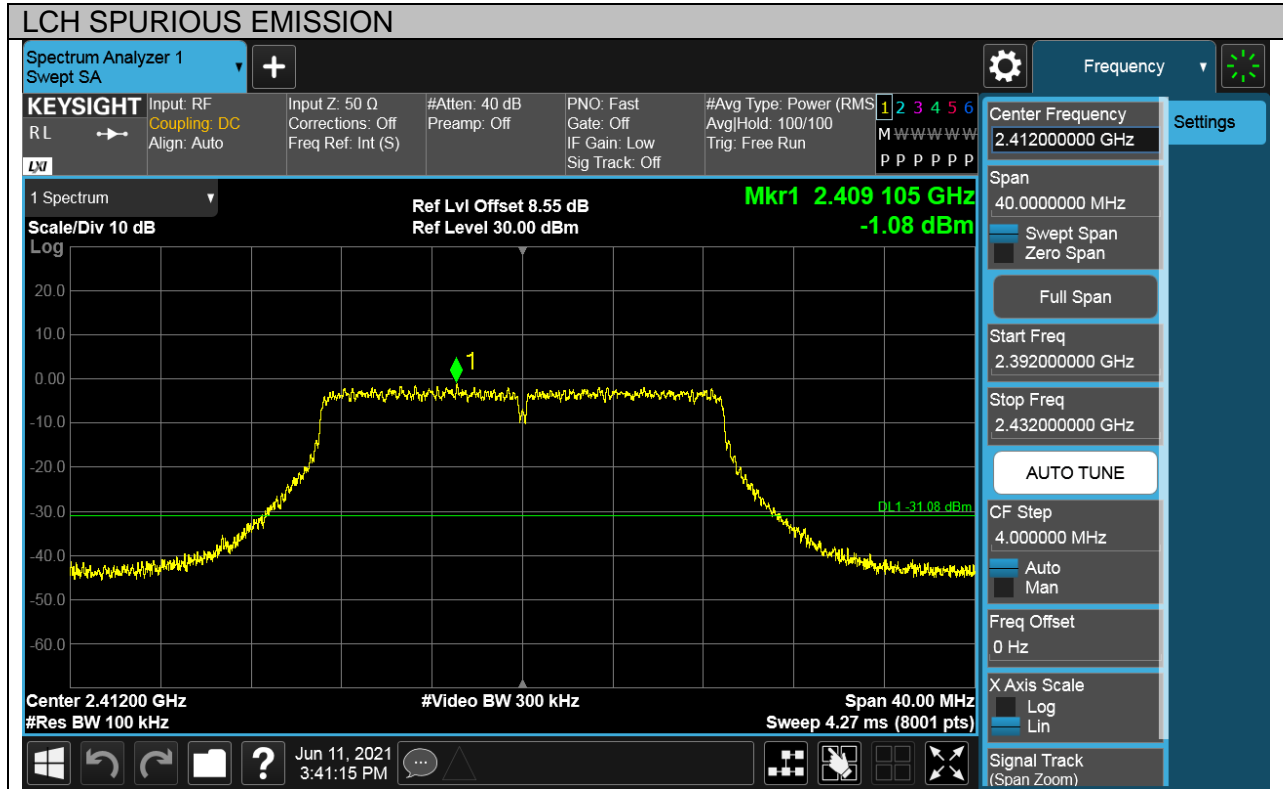 LCH SPURIOUS EMISSION
Spectrum Analyzer 1
Swept SA
+
Frequency
KEYSIGHT
R L
LXI
Input: RF
Coupling: DC
Align: Auto
Input Z: 50 Ω
Corrections: Off
Freq Ref: Int (S)
#Atten: 40 dB
Preamp: Off
PNO: Fast
Gate: Off
IF Gain: Low
Sig Track: Off
#Avg Type: Power (RMS
Avg|Hold: 100/100
Trig: Free Run
1 2 3 4 5 6
M W W W W W
P P P P P P
1 Spectrum
Scale/Div 10 dB
Log
Ref Lvl Offset 8.55 dB
Ref Level 30.00 dBm
Mkr1 2.409 105 GHz
-1.08 dBm
20.0
10.0
0.00
-10.0
-20.0
-30.0
-40.0
-50.0
-60.0
1
DL1 -31.08 dBm
Center 2.41200 GHz
#Res BW 100 kHz
#Video BW 300 kHz
Span 40.00 MHz
Sweep 4.27 ms (8001 pts)
?
Jun 11, 2021
3:41:15 PM
Center Frequency
2.412000000 GHz
Settings
Span
40.0000000 MHz
Swept Span
Zero Span
Full Span
Start Freq
2.392000000 GHz
Stop Freq
2.432000000 GHz
AUTO TUNE
CF Step
4.000000 MHz
Auto
Man
Freq Offset
0 Hz
X Axis Scale
Log
Lin
Signal Track
(Span Zoom)